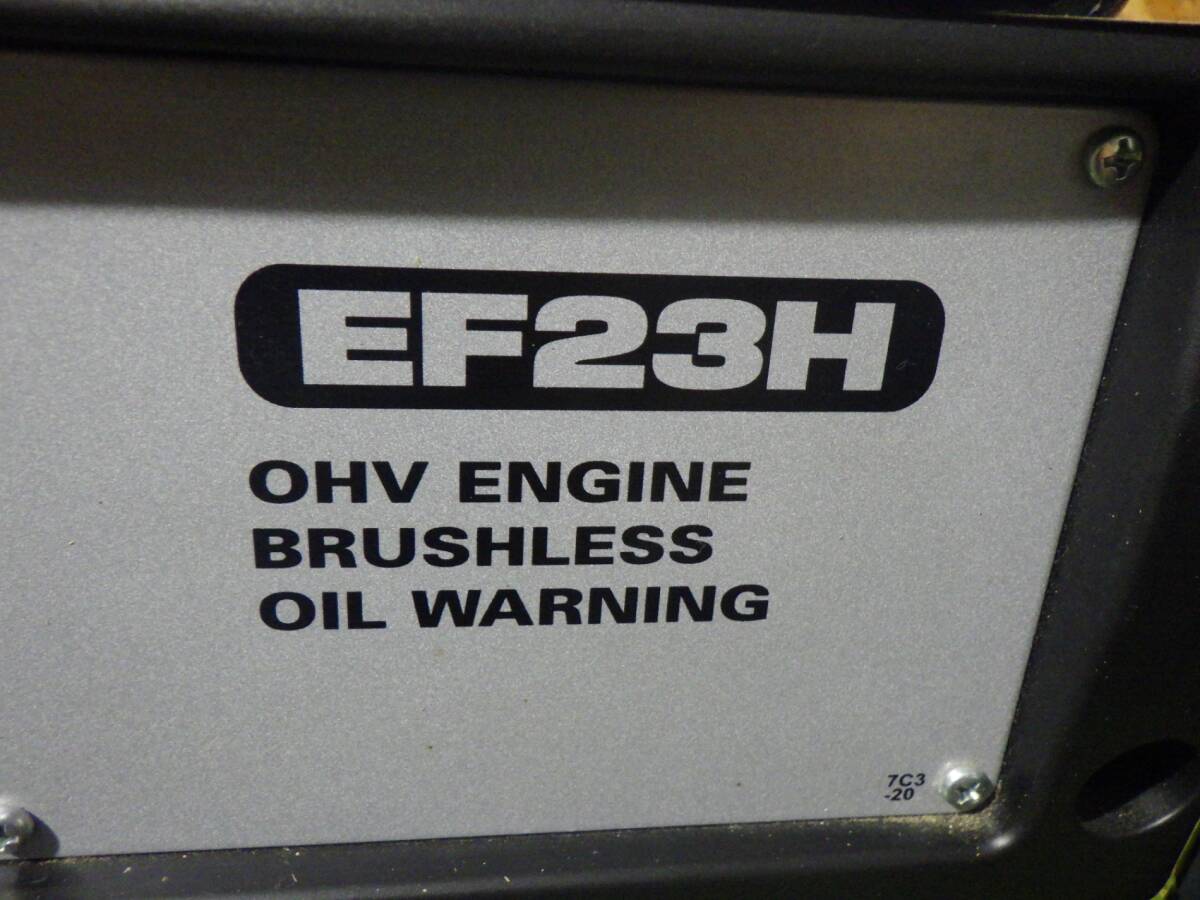 EF23H
OHV ENGINE
BRUSHLESS
OIL WARNING
7C3
-20